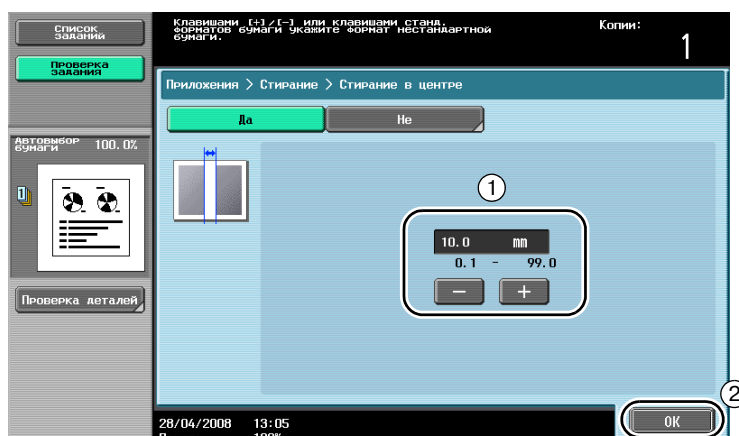 Список
заданий
Клавишами [+]/[-] или клавишами станд.
форматов бумаги укажите формат нестандартной
бумаги.
Копии:
1
Проверка
задания
Приложения > Стирание > Стирание в центре
Да
Не
Автовыбор
бумаги
100.0%
1
1
10.0 mm
0.1 - 99.0
− +
Проверка деталей
2
OK
28/04/2008 13:05